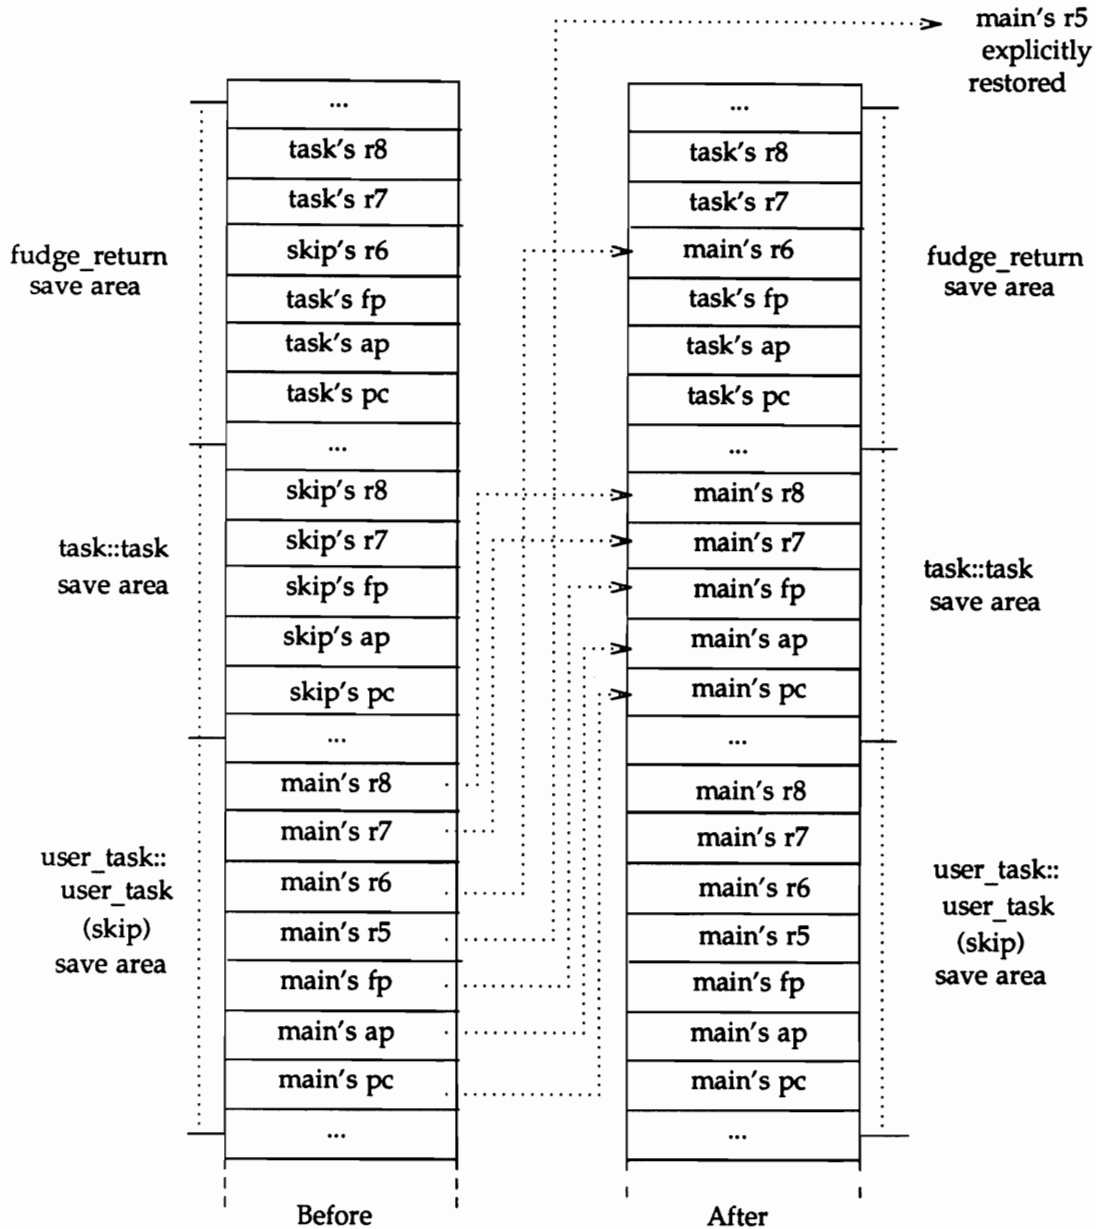 main's r5
explicitly
restored
...
task's r8
task's r7
skip's r6
task's fp
task's ap
task's pc
...
skip's r8
skip's r7
skip's fp
skip's ap
skip's pc
...
main's r8
main's r7
main's r6
main's r5
main's fp
main's ap
main's pc
...
fudge_return
save area
task::task
save area
user_task::
user_task
(skip)
save area
Before
...
task's r8
task's r7
main's r6
task's fp
task's ap
task's pc
...
main's r8
main's r7
main's fp
main's ap
main's pc
...
main's r8
main's r7
main's r6
main's r5
main's fp
main's ap
main's pc
...
fudge_return
save area
task::task
save area
user_task::
user_task
(skip)
save area
After